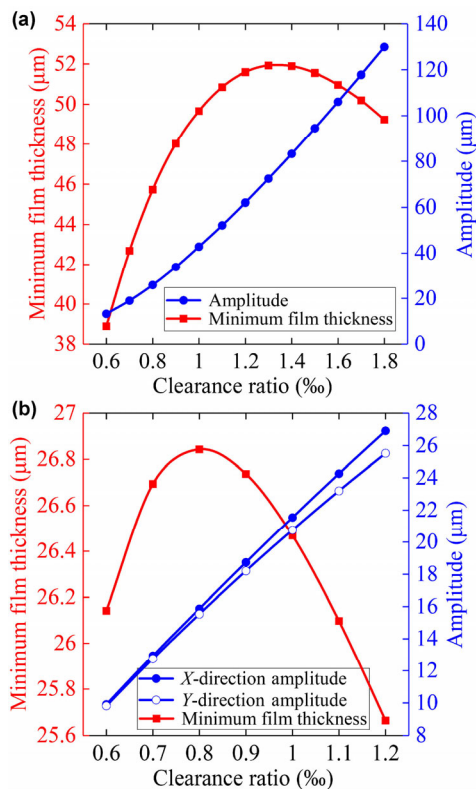 (a)
54
52
50
48
46
44
42
40
38
Minimum film thickness (μm)
140
120
100
80
60
40
20
0
Amplitude (μm)
Amplitude
Minimum film thickness
0.6 0.8 1 1.2 1.4 1.6 1.8
Clearance ratio (‰)
(b)
27
26.8
26.6
26.4
26.2
26
25.8
25.6
Minimum film thickness (μm)
28
26
24
22
20
18
16
14
12
10
8
Amplitude (μm)
X-direction amplitude
Y-direction amplitude
Minimum film thickness
0.6 0.7 0.8 0.9 1 1.1 1.2
Clearance ratio (‰)